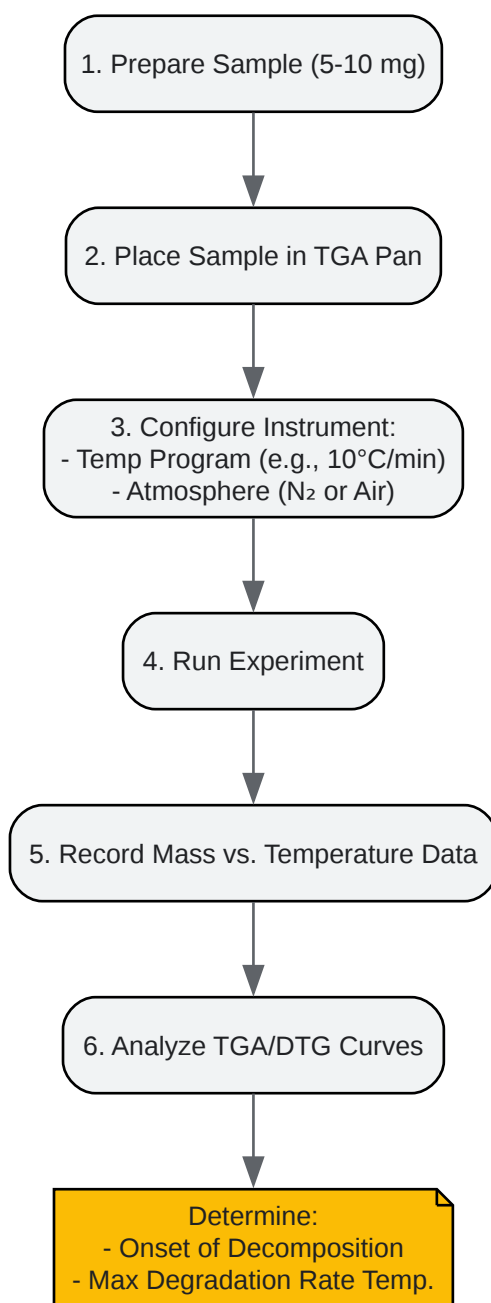 1. Prepare Sample (5-10 mg)
2. Place Sample in TGA Pan
3. Configure Instrument:
- Temp Program (e.g., 10°C/min)
- Atmosphere (N₂ or Air)
4. Run Experiment
5. Record Mass vs. Temperature Data
6. Analyze TGA/DTG Curves
Determine:
- Onset of Decomposition
- Max Degradation Rate Temp.